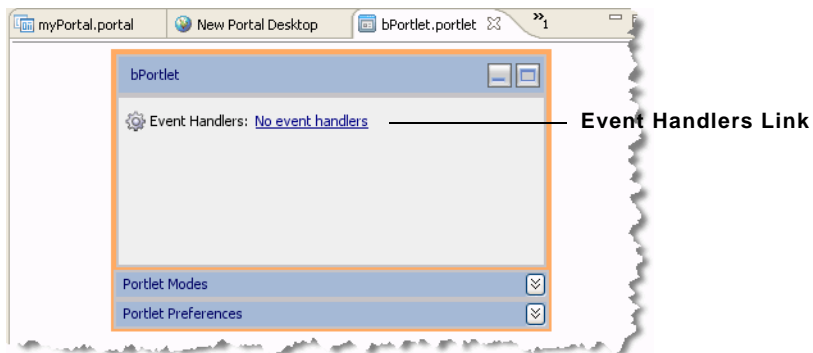 myPortal.portal New Portal Desktop bPortlet.portlet »1
bPortlet
Event Handlers: No event handlers
Event Handlers Link
Portlet Modes
Portlet Preferences